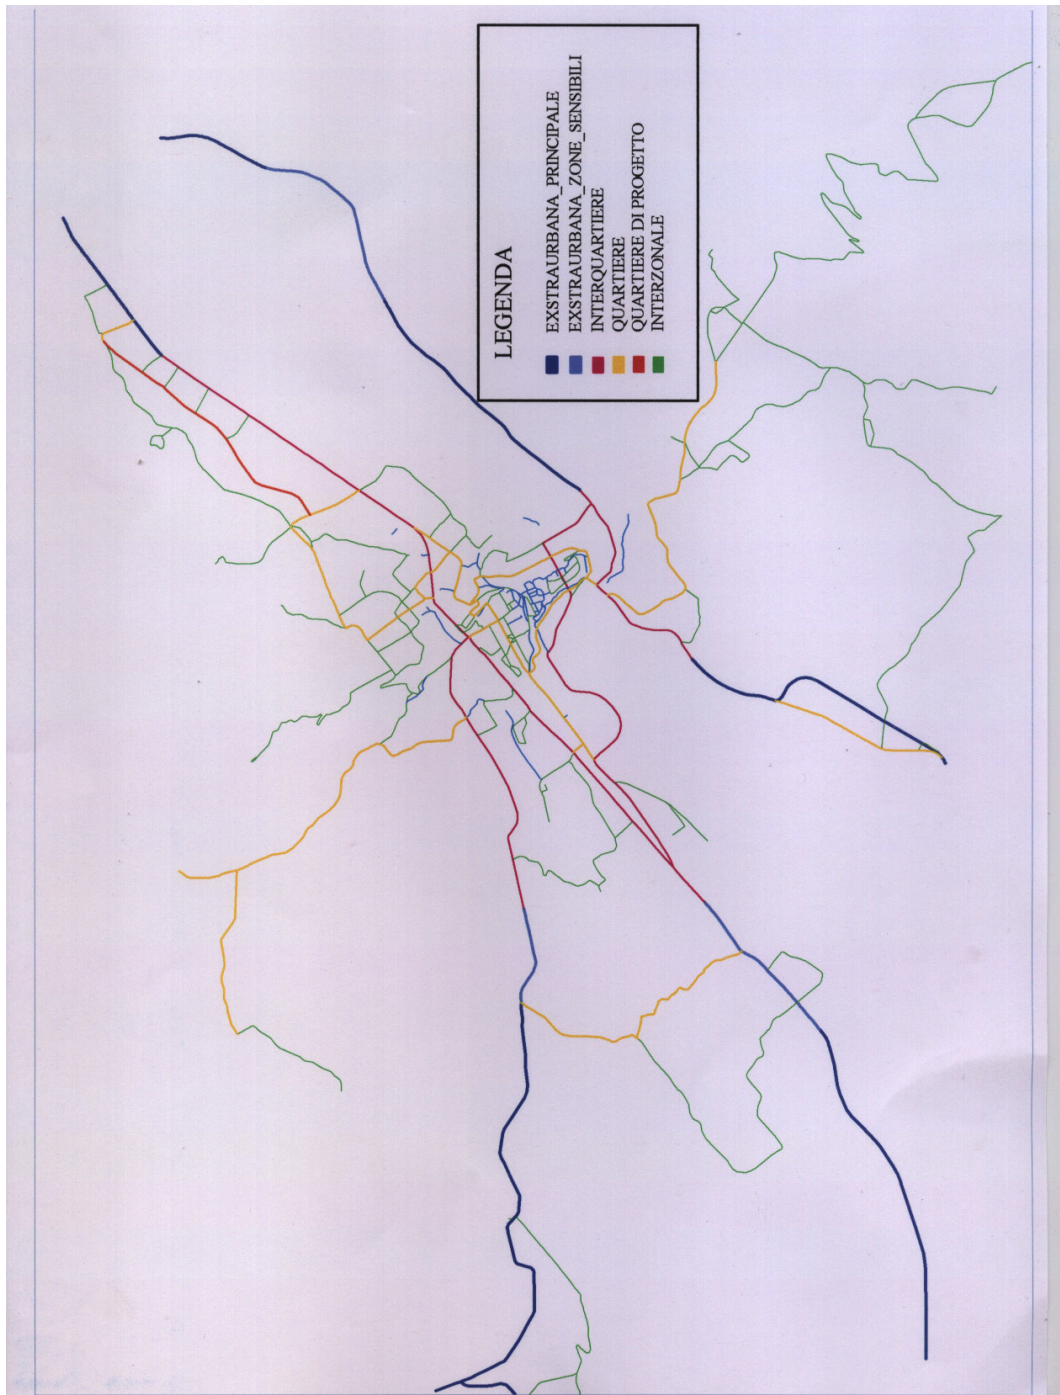 LEGENDA
EXSTRAURBANA_PRINCIPALE
EXSTRAURBANA_ZONE_SENSIBILI
INTERQUARTIERE
QUARTIERE
QUARTIERE DI PROGETTO
INTERZONALE